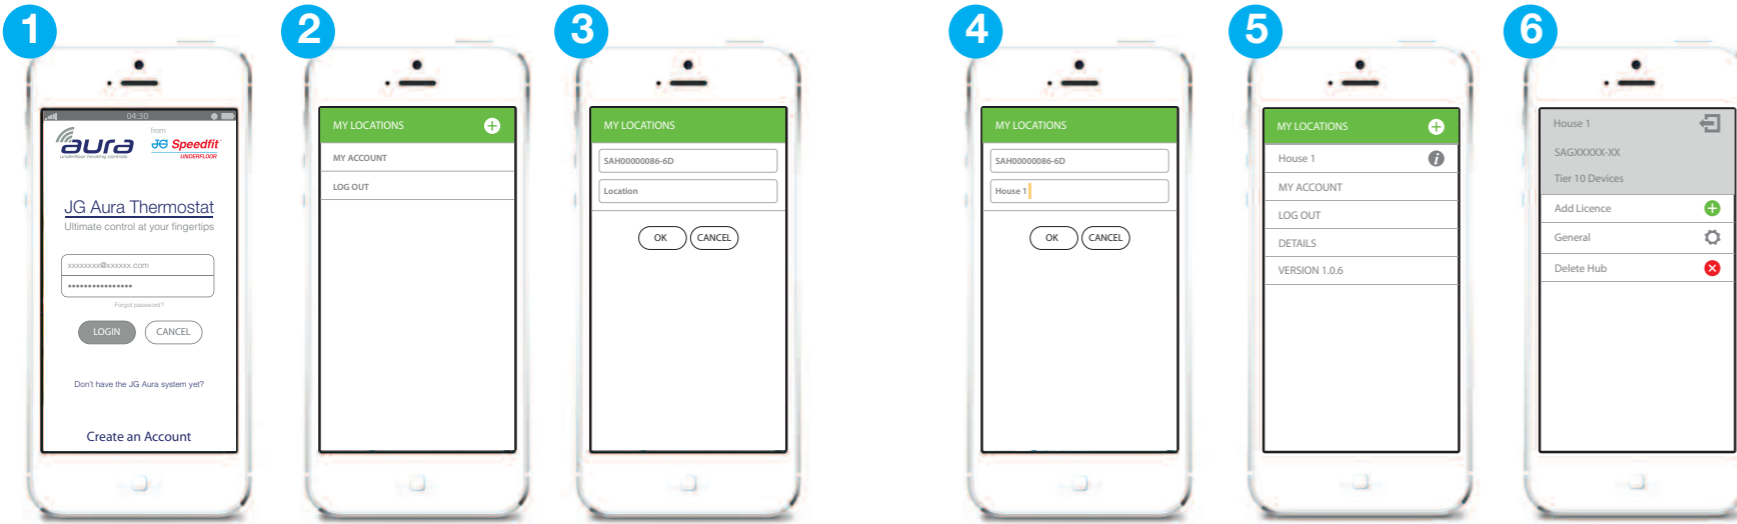 1
04:30
aura
underfloor heating controls
from
JG Speedfit
UNDERFLOOR
JG Aura Thermostat
Ultimate control at your fingertips
xxxxxxxx@xxxxxx.com
••••••••••••••••
Forgot password?
LOGIN
CANCEL
Don't have the JG Aura system yet?
Create an Account
2
MY LOCATIONS
MY ACCOUNT
LOG OUT
3
MY LOCATIONS
SAH00000086-6D
Location
OK
CANCEL
4
MY LOCATIONS
SAH00000086-6D
House 1
OK
CANCEL
5
MY LOCATIONS
House 1
MY ACCOUNT
LOG OUT
DETAILS
VERSION 1.0.6
6
House 1
SAGXXXXX-XX
Tier 10 Devices
Add Licence
General
Delete Hub